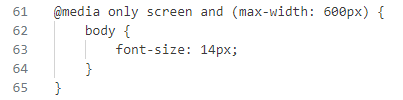 61 @media only screen and (max-width: 600px) {
62     body {
63         font-size: 14px;
64     }
65 }